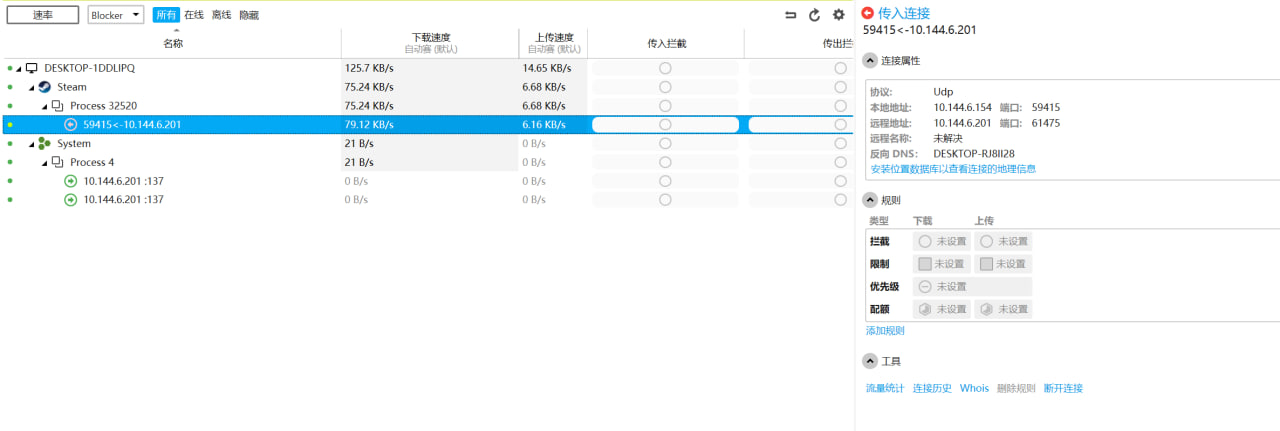 速率 Blocker 所有 在线 离线 隐藏
名称 下载速度 上传速度 传入拦截 传出拦
自动塞 (默认) 自动塞 (默认)
DESKTOP-1DDLIPQ 125.7 KB/s 14.65 KB/s
Steam 75.24 KB/s 6.68 KB/s
Process 32520 75.24 KB/s 6.68 KB/s
59415<-10.144.6.201 79.12 KB/s 6.16 KB/s
System 21 B/s 0 B/s
Process 4 21 B/s 0 B/s
10.144.6.201 :137 0 B/s 0 B/s
10.144.6.201 :137 0 B/s 0 B/s
传入连接
59415<-10.144.6.201
连接属性
协议: Udp
本地地址: 10.144.6.154 端口: 59415
远程地址: 10.144.6.201 端口: 61475
远程名称: 未解决
反向 DNS: DESKTOP-RJ8II28
安装位置数据库以查看连接的地理信息
规则
类型 下载 上传
拦截 未设置 未设置
限制 未设置 未设置
优先级 未设置
配额 未设置 未设置
添加规则
工具
流量统计 连接历史 Whois 删除规则 断开连接